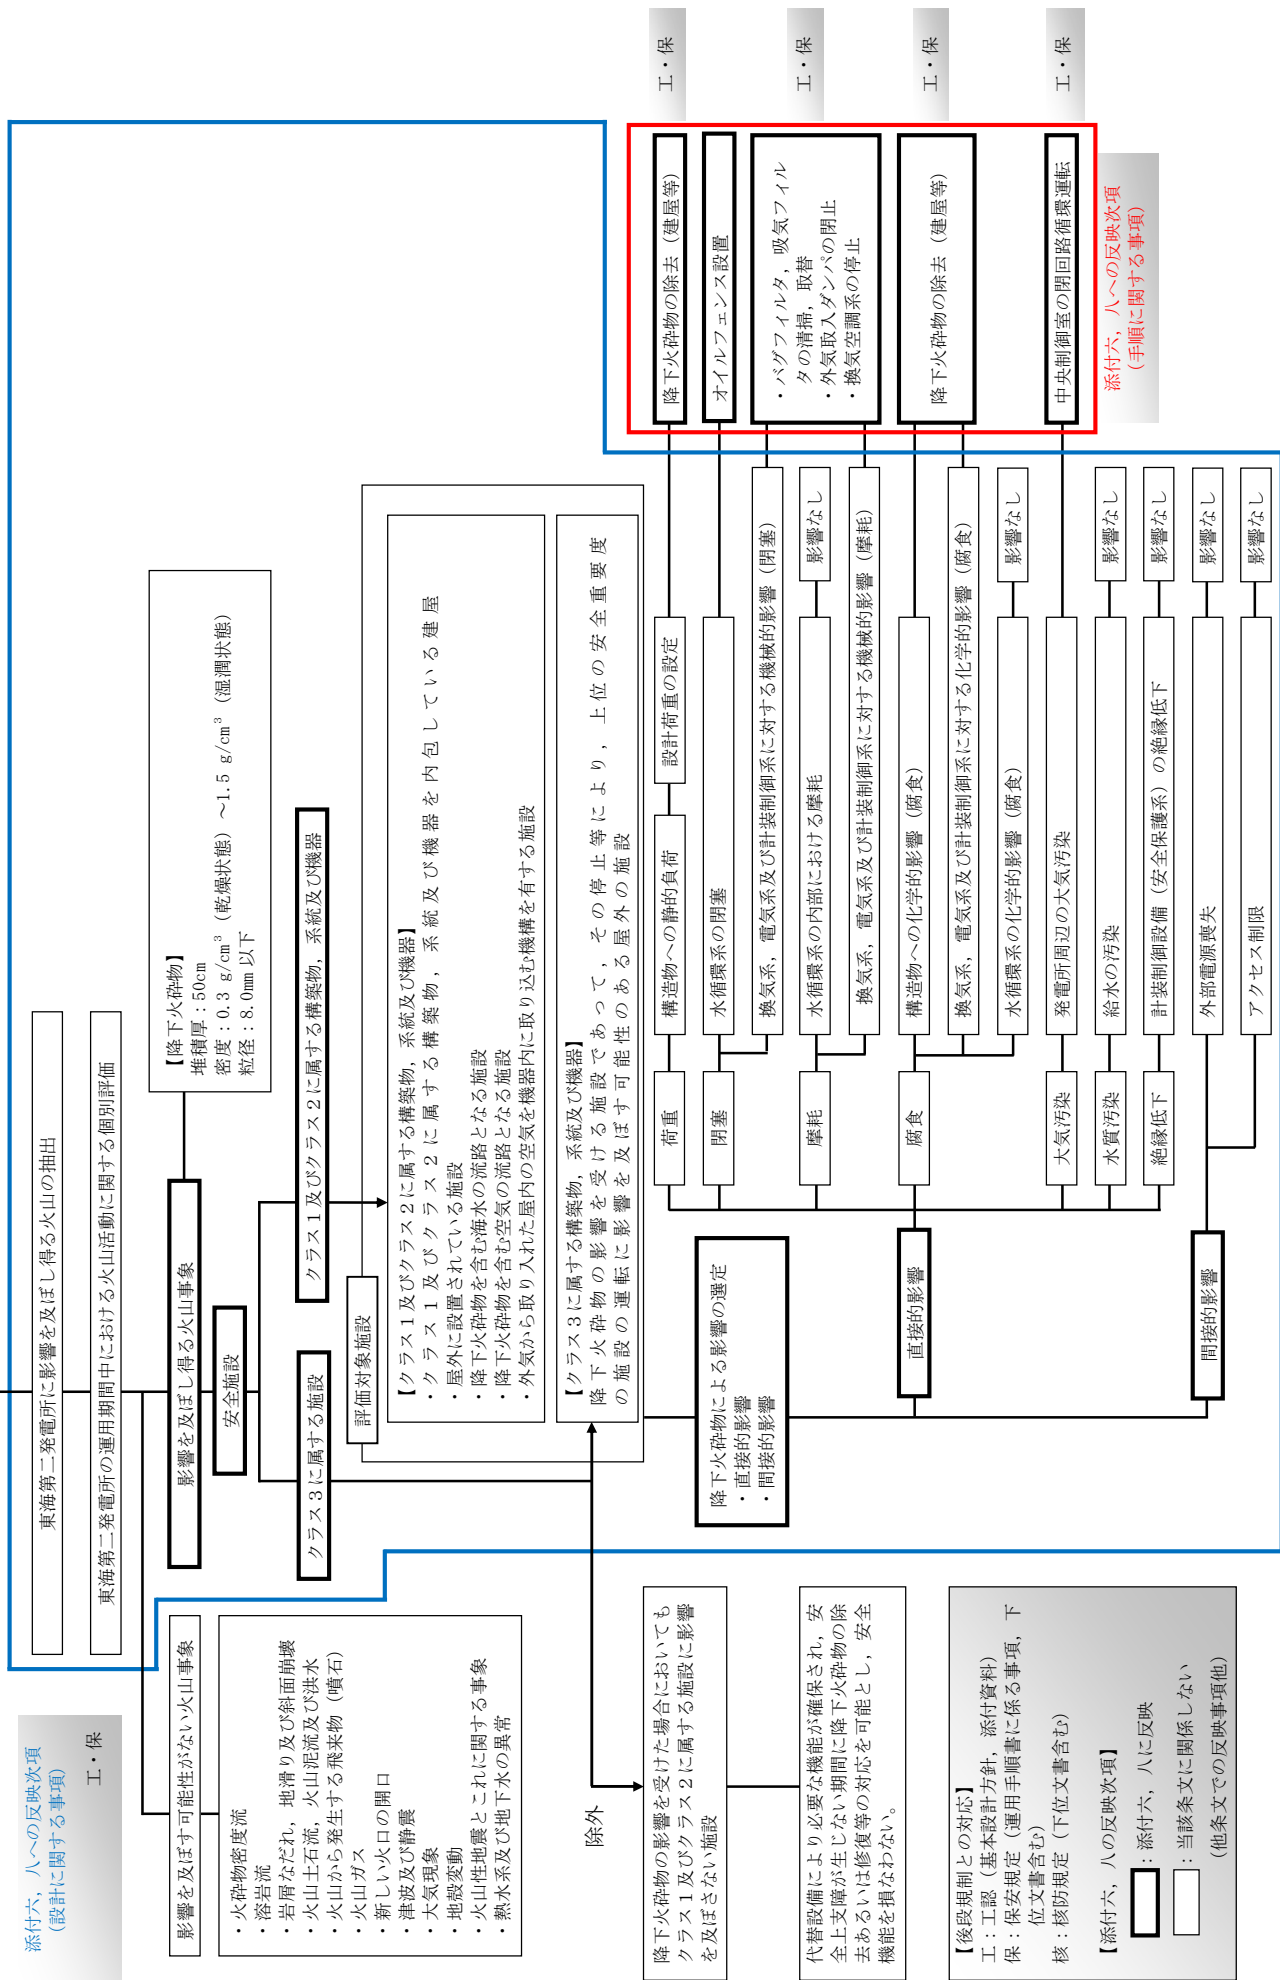 添付六，八への反映次項
（設計に関する事項）
工・保
東海第二発電所に影響を及ぼし得る火山の抽出
東海第二発電所の運用期間中における火山活動に関する個別評価
影響を及ぼす可能性がない火山事象
・火砕物密度流
・溶岩流
・岩屑なだれ，地滑り及び斜面崩壊
・火山土石流，火山泥流及び洪水
・火山から発生する飛来物（噴石）
・火山ガス
・新しい火口の開口
・津波及び静震
・大気現象
・地殻変動
・火山性地震とこれに関する事象
・熱水系及び地下水の異常
影響を及ぼし得る火山事象
【降下火砕物】
堆積厚：50cm
密度：0.3 g/cm³（乾燥状態）～1.5 g/cm³（湿潤状態）
粒径：8.0mm 以下
安全施設
クラス３に属する施設
クラス１及びクラス２に属する構築物，系統及び機器
評価対象施設
【クラス１及びクラス２に属する構築物，系統及び機器】
・クラス１及びクラス２に属する構築物，系統及び機器を内包している建屋
・屋外に設置されている施設
・降下火砕物を含む海水の流路となる施設
・降下火砕物を含む空気の流路となる施設
・外気から取り入れた屋内の空気を機器内に取り込む機構を有する施設
【クラス３に属する構築物，系統及び機器】
降下火砕物の影響を受ける施設であって，その停止等により，上位の安全重要度
の施設の運転に影響を及ぼす可能性のある屋外の施設
除外
降下火砕物の影響を受けた場合においても
クラス１及びクラス２に属する施設に影響
を及ぼさない施設
代替設備により必要な機能が確保され，安
全上支障が生じない期間に降下火砕物の除
去あるいは修復等の対応を可能とし，安全
機能を損なわない。
降下火砕物による影響の選定
・直接的影響
・間接的影響
直接的影響
間接的影響
荷重
構造物への静的負荷
設計荷重の設定
降下火砕物の除去（建屋等）
工・保
閉塞
水循環系の閉塞
オイルフェンス設置
換気系，電気系及び計装制御系に対する機械的影響（閉塞）
・バグフィルタ，吸気フィル
タの清掃，取替
・外気取入ダンパの閉止
・換気空調系の停止
工・保
摩耗
水循環系の内部における摩耗
影響なし
換気系，電気系及び計装制御系に対する機械的影響（摩耗）
腐食
構造物への化学的影響（腐食）
降下火砕物の除去（建屋等）
工・保
換気系，電気系及び計装制御系に対する化学的影響（腐食）
水循環系の化学的影響（腐食）
影響なし
大気汚染
発電所周辺の大気汚染
中央制御室の閉回路循環運転
工・保
水質汚染
給水の汚染
影響なし
絶縁低下
計装制御設備（安全保護系）の絶縁低下
影響なし
外部電源喪失
影響なし
アクセス制限
影響なし
添付六，八への反映次項
（手順に関する事項）
【後段規制との対応】
工：工認（基本設計方針，添付資料）
保：保安規定（運用手順書に係る事項，下
位文書含む）
核：核防規定（下位文書含む）
【添付六，八の反映次項】
：添付六，八に反映
：当該条文に関係しない
（他条文での反映事項他）